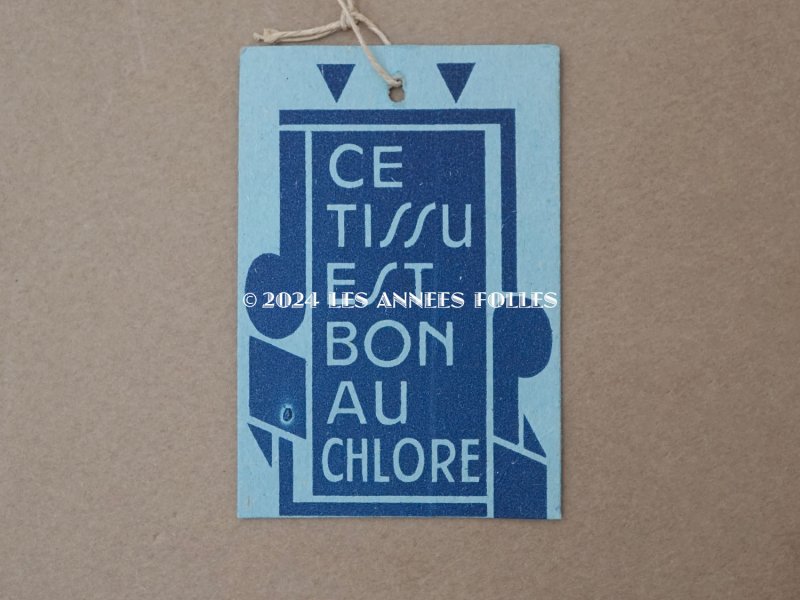 CE
TISSU
EST
© 2024 LES ANNEES FOLLES
BON
AU
CHLORE